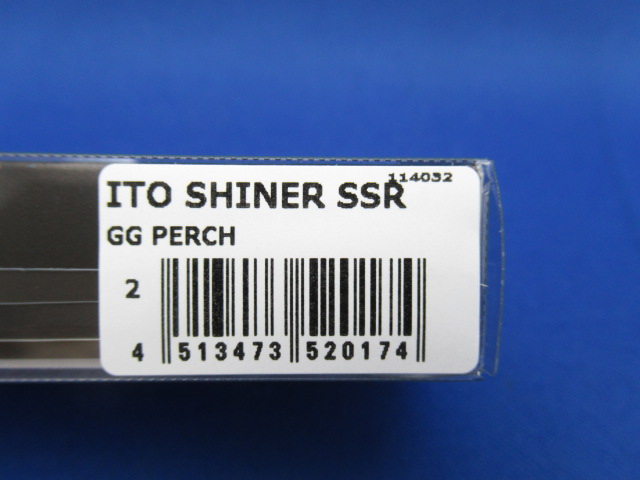 114032
ITO SHINER SSR
GG PERCH
2
4 513473 520174